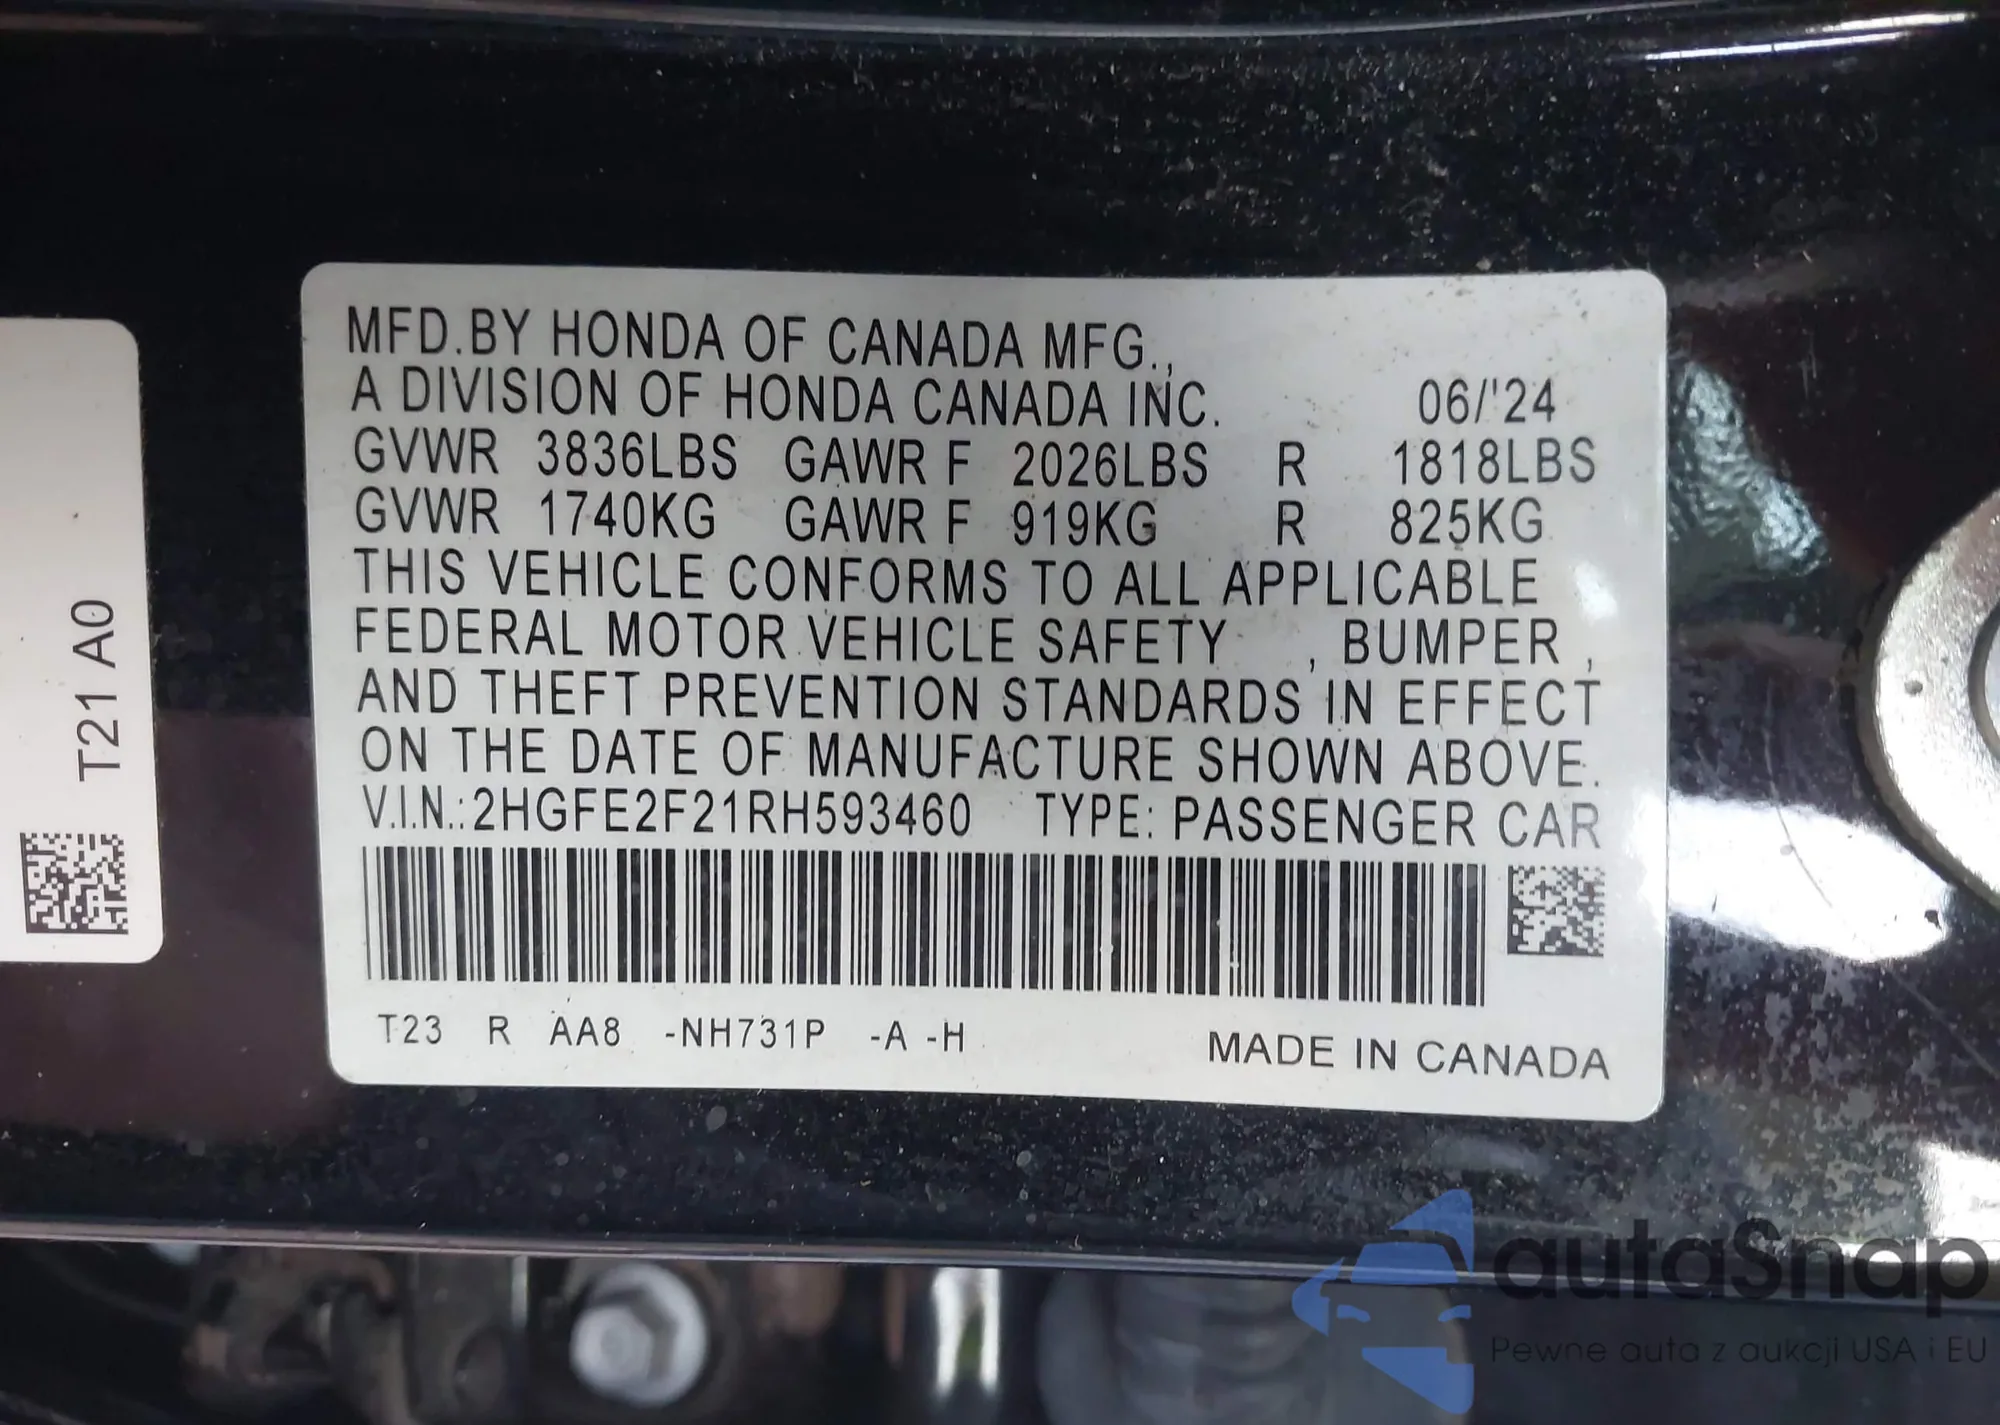 MFD.BY HONDA OF CANADA MFG.,
A DIVISION OF HONDA CANADA INC. 06/'24
GVWR 3836LBS GAWR F 2026LBS R 1818LBS
GVWR 1740KG GAWR F 919KG R 825KG
THIS VEHICLE CONFORMS TO ALL APPLICABLE
FEDERAL MOTOR VEHICLE SAFETY , BUMPER ,
AND THEFT PREVENTION STANDARDS IN EFFECT
ON THE DATE OF MANUFACTURE SHOWN ABOVE.
V.I.N.:2HGFE2F21RH593460 TYPE: PASSENGER CAR
T23 R AA8 -NH731P -A -H MADE IN CANADA
T21 A0
autaSnap
Pewne auta z aukcji USA i EU